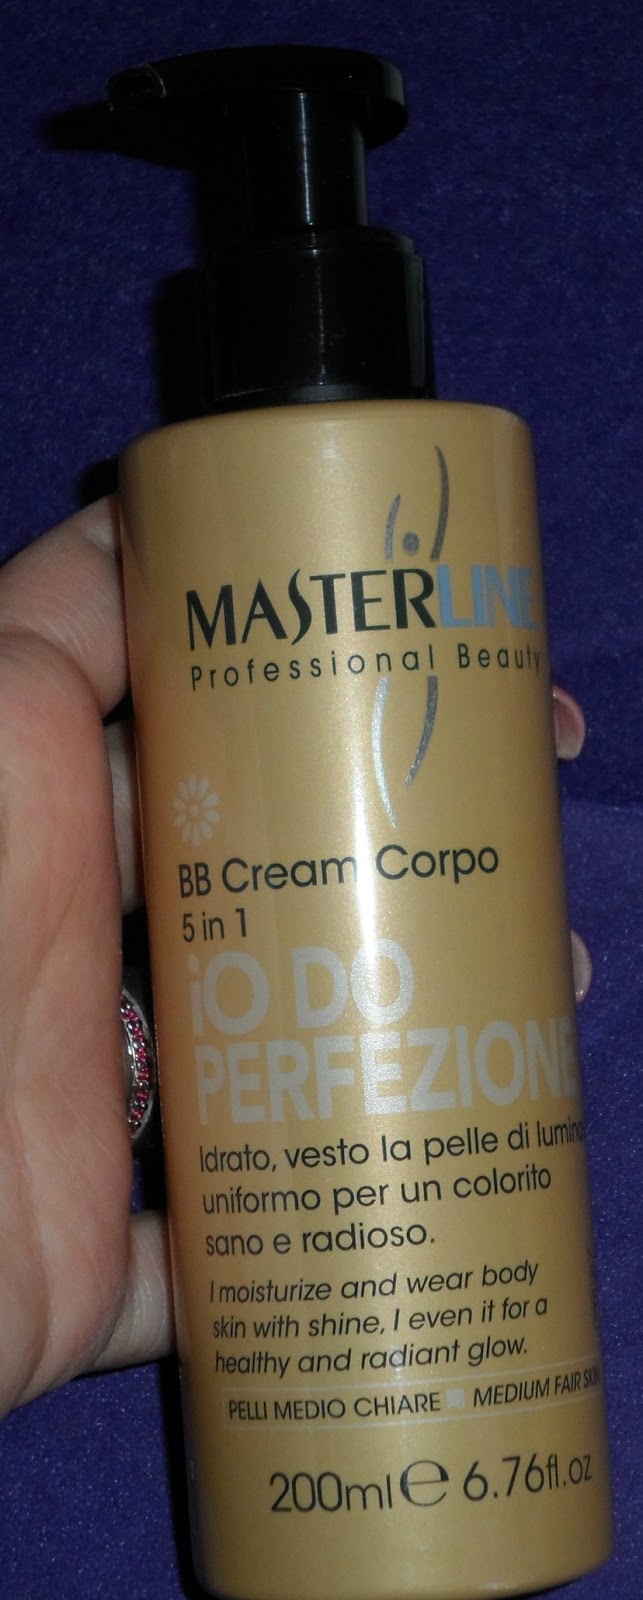 MASTERLINE
Professional Beauty
BB Cream Corpo
5 in 1
iO DO
PERFEZIONE
Idrato, vesto la pelle di
uniformo per un colorito
sano e radioso.
I moisturize and wear body
skin with shine, I even it for a
healthy and radiant glow.
PELLI MEDIO CHIARE MEDIUM FAIR SKIN
200ml e 6.76fl.oz